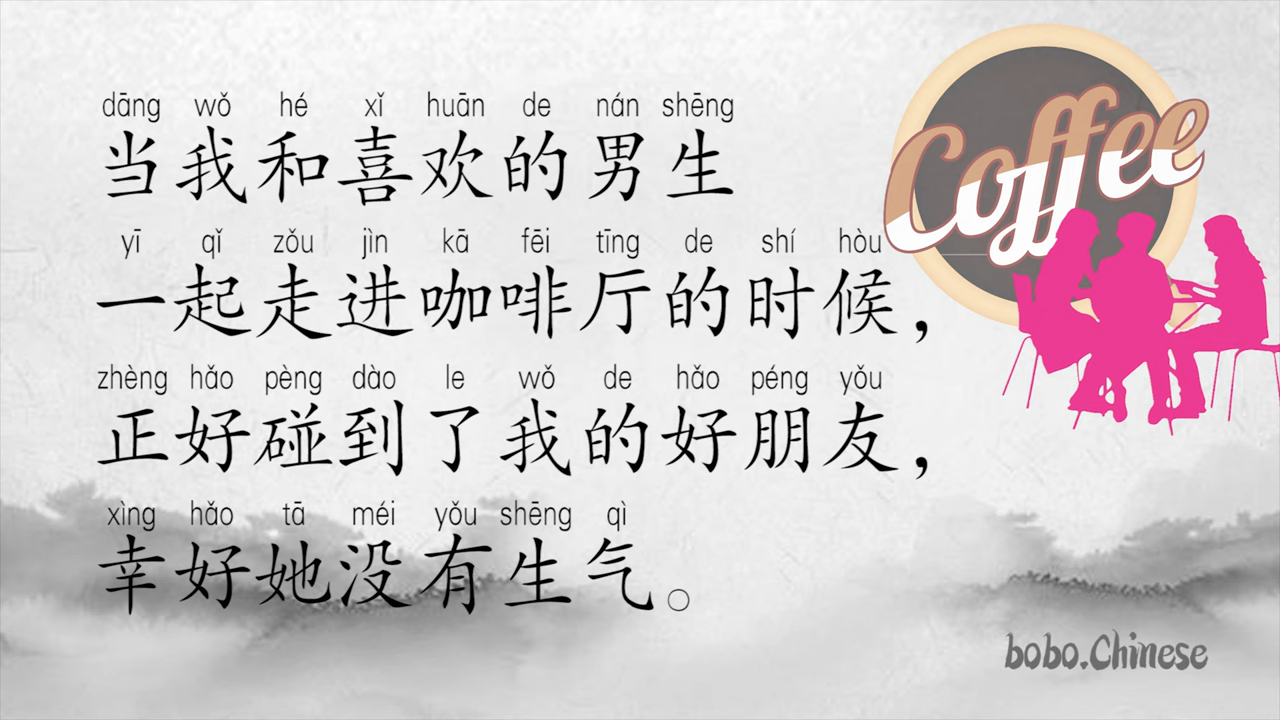 dāng wǒ hé xǐ huān de nán shēng
当我和喜欢的男生
yī qǐ zǒu jìn kā fēi tīng de shí hòu
一起走进咖啡厅的时候，
zhèng hǎo pèng dào le wǒ de hǎo péng yǒu
正好碰到了我的好朋友，
xìng hǎo tā méi yǒu shēng qì
幸好她没有生气。
Coffee
bobo.Chinese